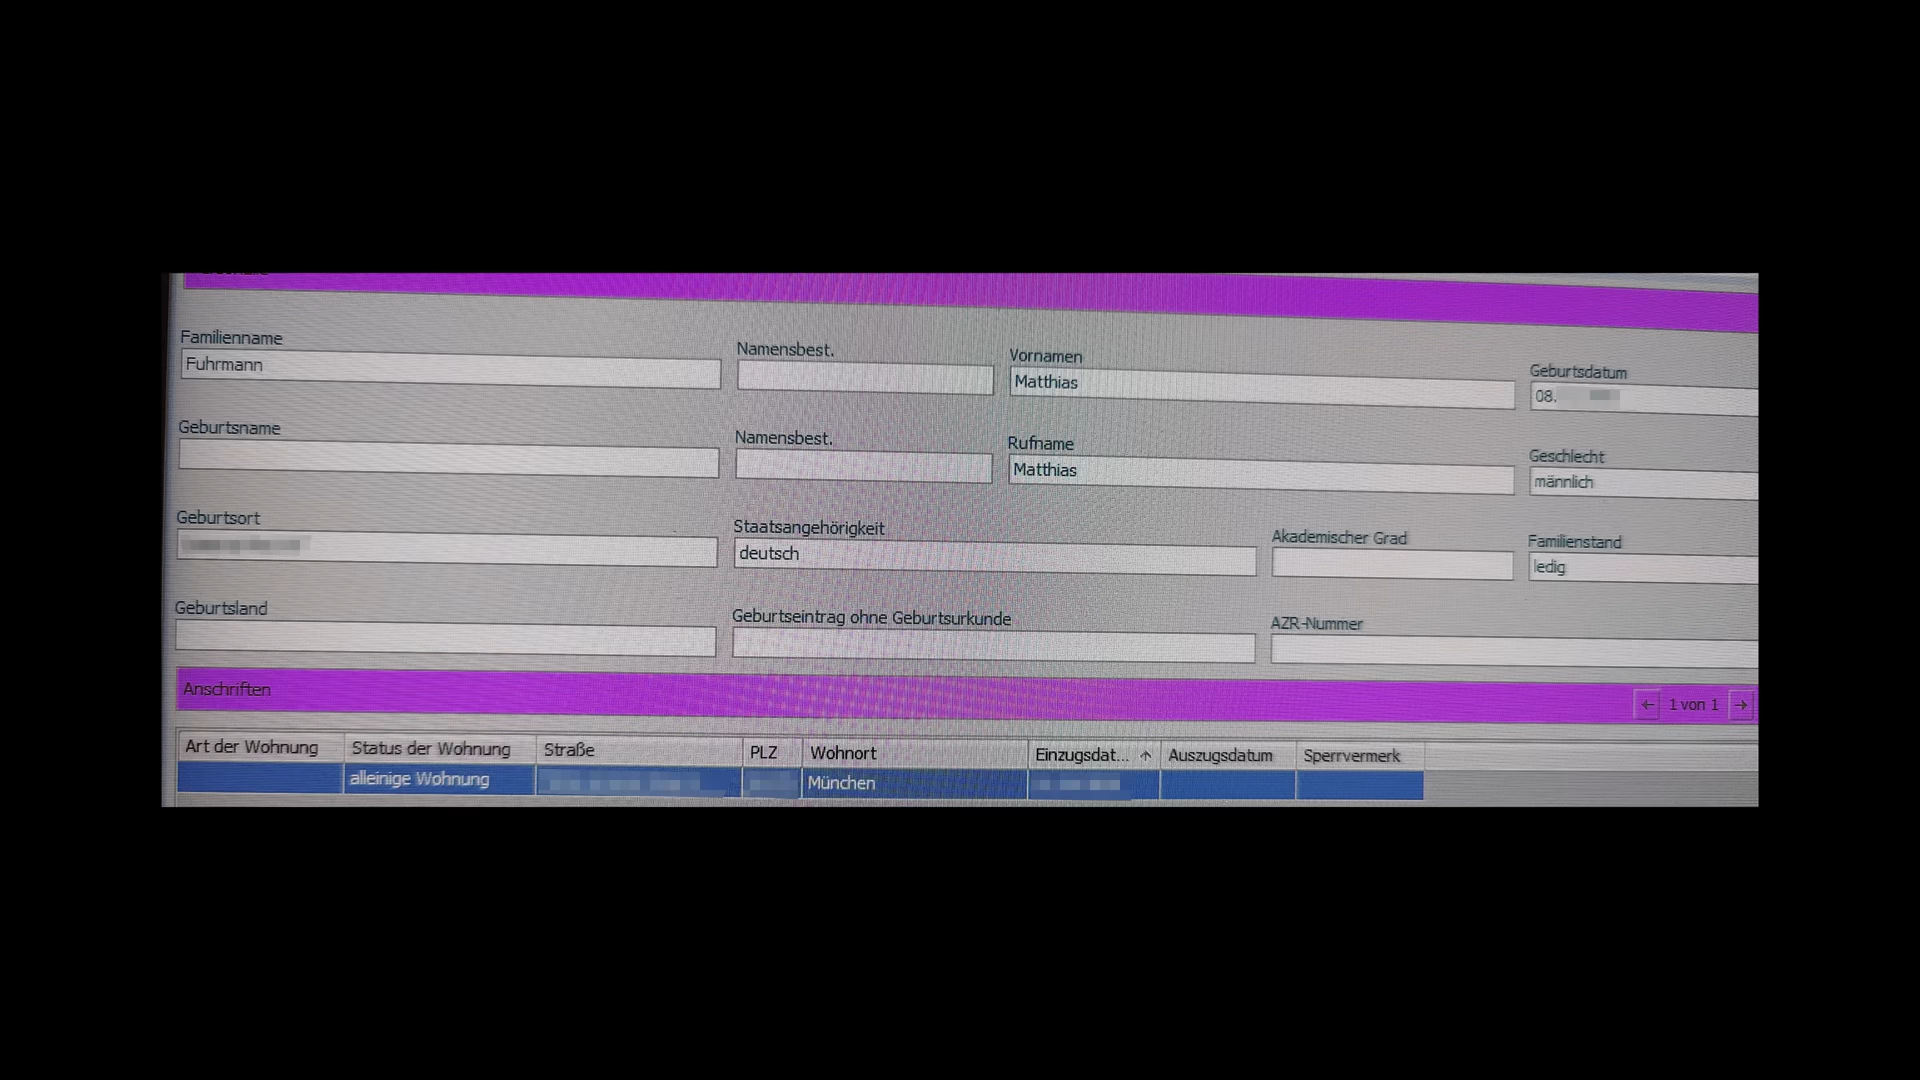 Familienname
Namensbest.
Vornamen
Geburtsdatum
Fuhrmann
Matthias
08.
Geburtsname
Namensbest.
Rufname
Geschlecht
Matthias
männlich
Geburtsort
Staatsangehörigkeit
Akademischer Grad
Familienstand
deutsch
ledig
Geburtsland
Geburtseintrag ohne Geburtsurkunde
AZR-Nummer
Anschriften
← 1 von 1 →
Art der Wohnung Status der Wohnung Straße PLZ Wohnort Einzugsdat... Auszugsdatum Sperrvermerk
alleinige Wohnung München